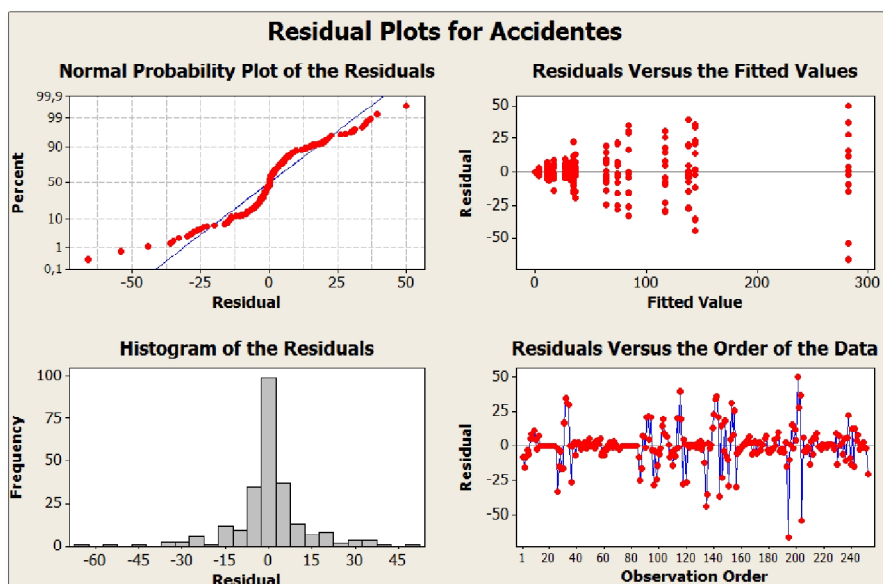 Residual Plots for Accidentes
Normal Probability Plot of the Residuals
99,9
99
90
50
10
1
0,1
Percent
-50 -25 0 25 50
Residual
Residuals Versus the Fitted Values
50
25
0
-25
-50
Residual
0 100 200 300
Fitted Value
Histogram of the Residuals
100
75
50
25
0
Frequency
-60 -45 -30 -15 0 15 30 45
Residual
Residuals Versus the Order of the Data
50
25
0
-25
-50
Residual
1 20 40 60 80 100 120 140 160 180 200 220 240
Observation Order